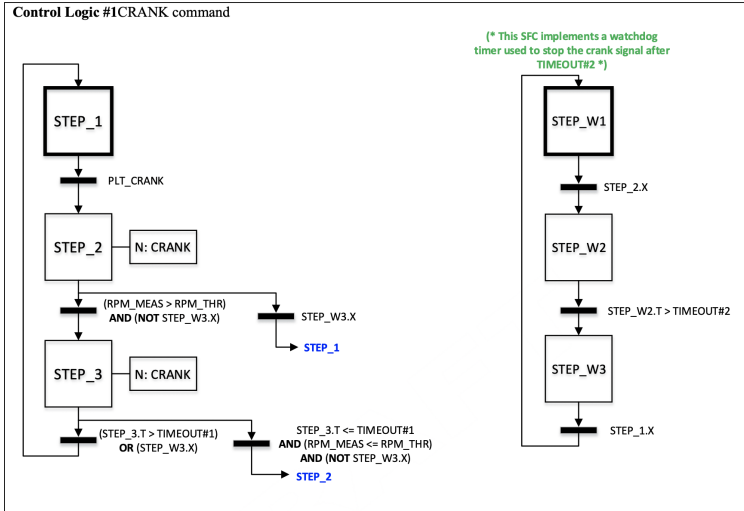 Control Logic #1CRANK command
(* This SFC implements a watchdog
timer used to stop the crank signal after
TIMEOUT#2 *)
STEP_1
PLT_CRANK
STEP_2
N: CRANK
(RPM_MEAS > RPM_THR)
AND (NOT STEP_W3.X)
STEP_W3.X
STEP_1
STEP_3
N: CRANK
(STEP_3.T > TIMEOUT#1)
OR (STEP_W3.X)
STEP_3.T <= TIMEOUT#1
AND (RPM_MEAS <= RPM_THR)
AND (NOT STEP_W3.X)
STEP_2
STEP_W1
STEP_2.X
STEP_W2
STEP_W2.T > TIMEOUT#2
STEP_W3
STEP_1.X